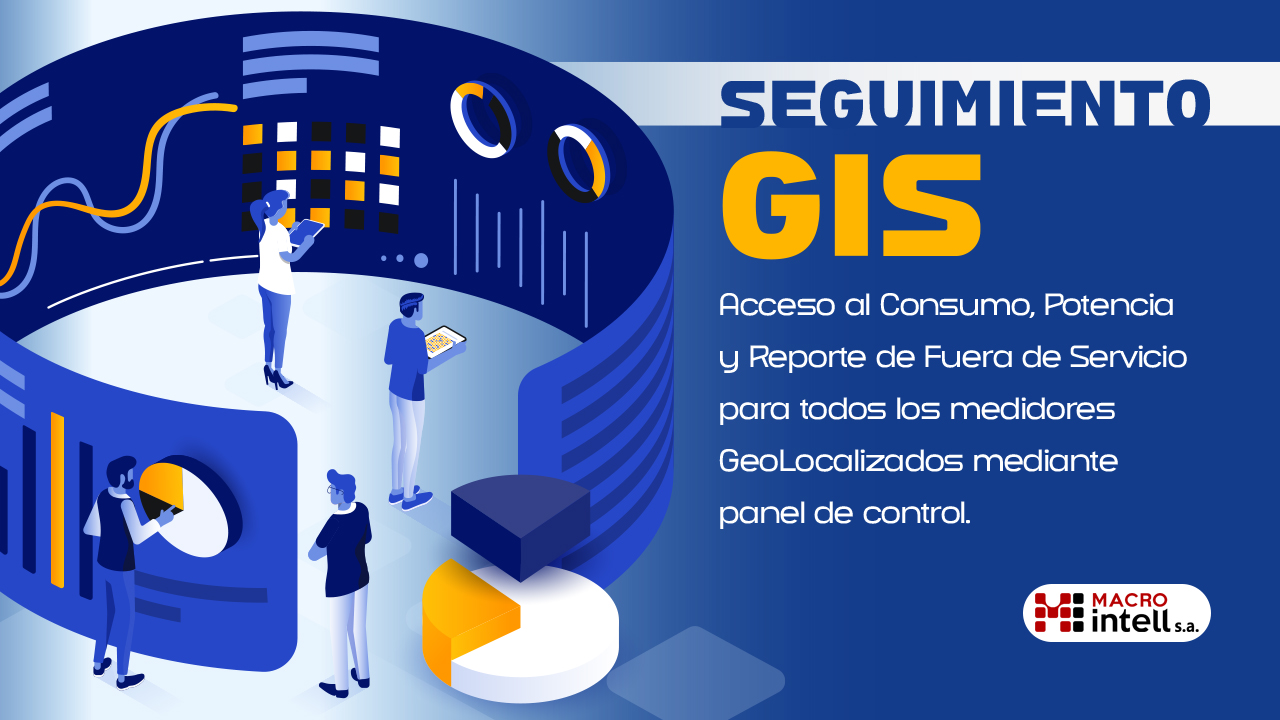 SEGUIMIENTO
GIS
Acceso al Consumo, Potencia
y Reporte de Fuera de Servicio
para todos los medidores
GeoLocalizados mediante
panel de control.
MACRO
intell s.a.